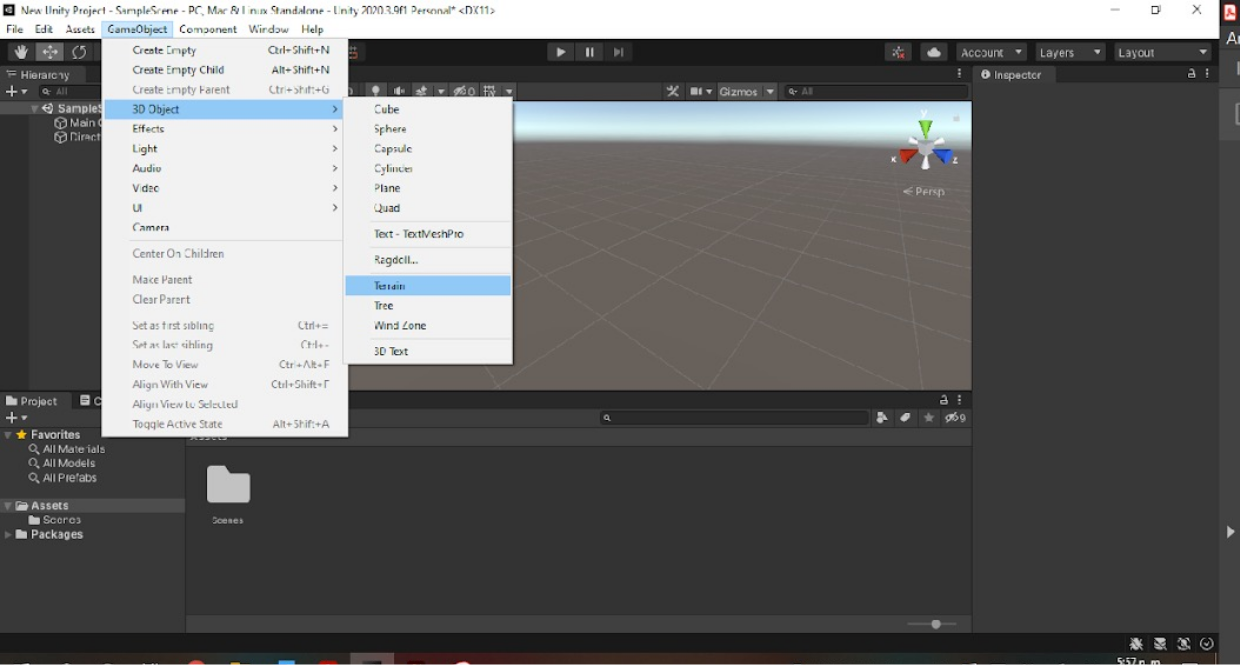 New Unity Project - SampleScene - PC, Mac & Linux Standalone - Unity 2020.3.9f1 Personal* <DX11>
File Edit Assets GameObject Component Window Help
Account Layers Layout
Hierarchy
All
SampleS
Main C
Direct
Create Empty Ctrl+Shift+N
Create Empty Child Alt+Shift+N
Create Empty Parent Ctrl+Shift+G
3D Object
Effects
Light
Audio
Video
UI
Camera
Center On Children
Make Parent
Clear Parent
Set as first sibling Ctrl+=
Set as last sibling Ctrl+-
Move To View Ctrl+Alt+F
Align With View Ctrl+Shift+F
Align View to Selected
Toggle Active State Alt+Shift+A
Cube
Sphere
Capsule
Cylinder
Plane
Quad
Text - TextMeshPro
Ragdoll...
Terrain
Tree
Wind Zone
3D Text
0
Gizmos
All
y
x
z
Persp
Inspector
Project
C
9
Favorites
All Materials
All Models
All Prefabs
Assets
Scenes
Packages
Assets
Scenes
5:57 p. m.